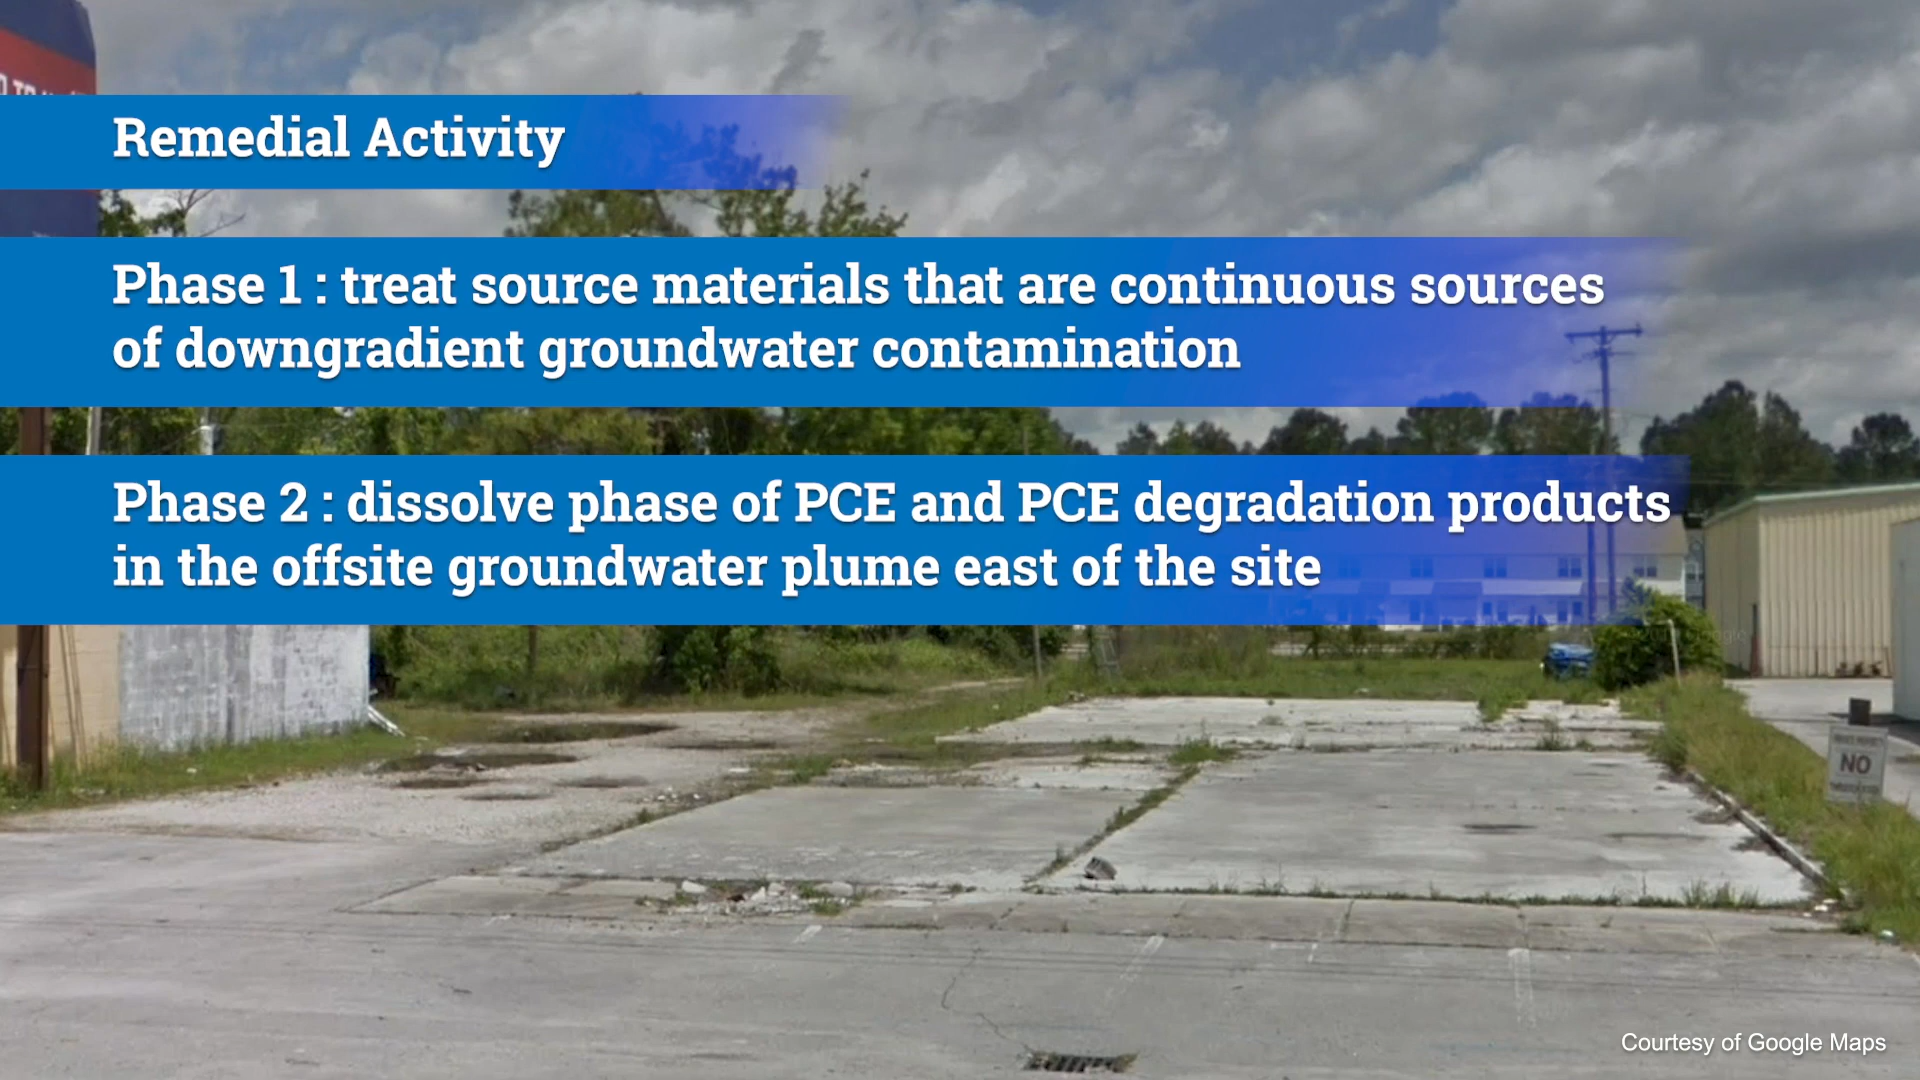 Remedial Activity
Phase 1 : treat source materials that are continuous sources
of downgradient groundwater contamination
Phase 2 : dissolve phase of PCE and PCE degradation products
in the offsite groundwater plume east of the site
NO
Courtesy of Google Maps